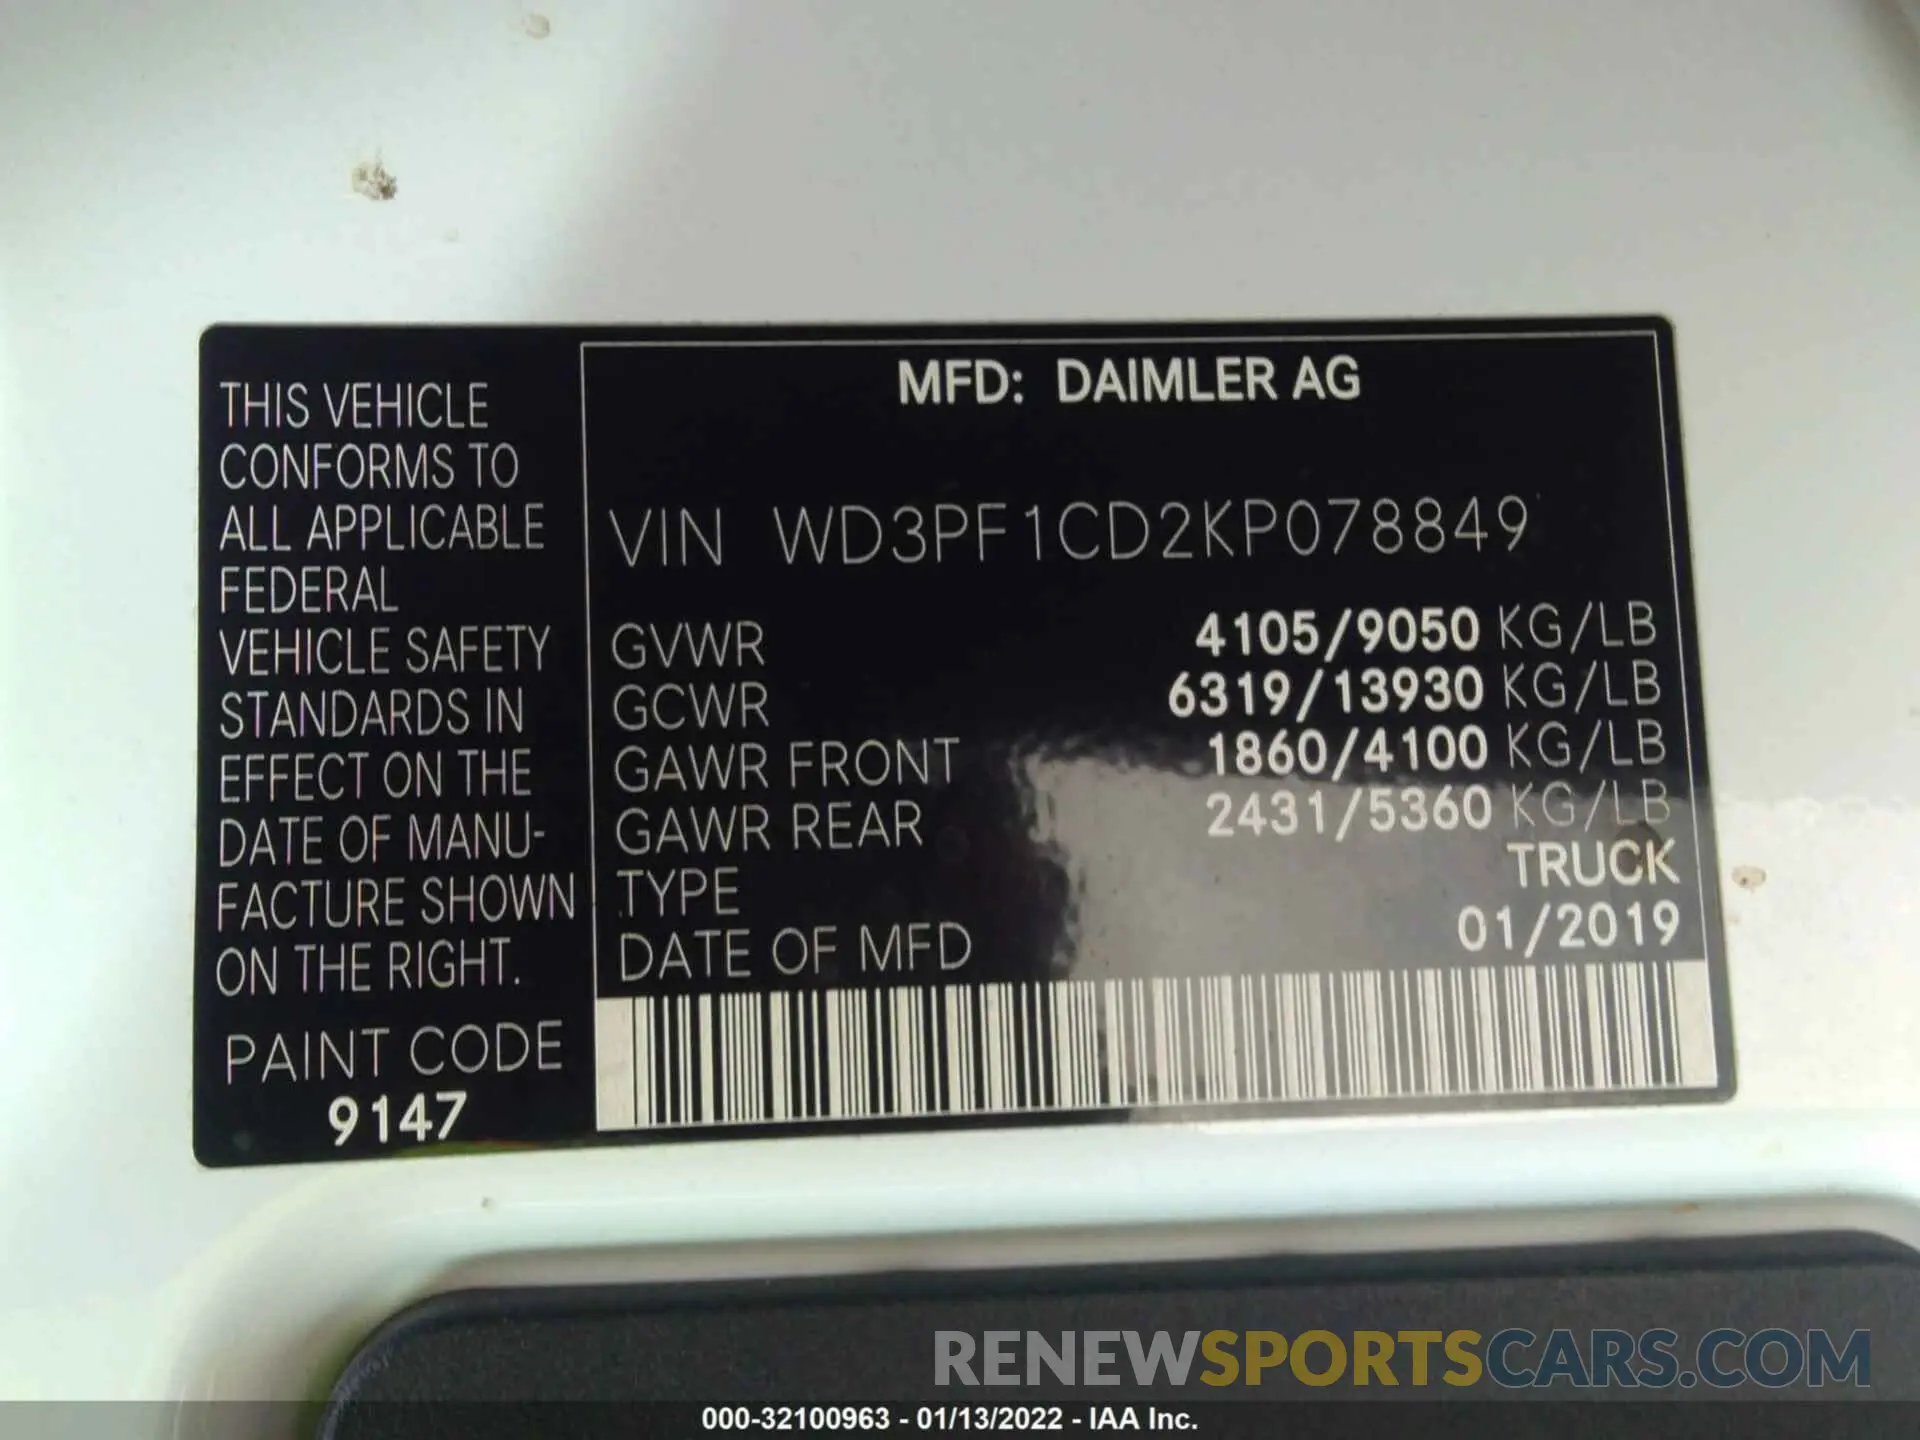 THIS VEHICLE
CONFORMS TO
ALL APPLICABLE
FEDERAL
VEHICLE SAFETY
STANDARDS IN
EFFECT ON THE
DATE OF MANU-
FACTURE SHOWN
ON THE RIGHT.
PAINT CODE
9147
MFD: DAIMLER AG
VIN WD3PF1CD2KP078849
GVWR 4105/9050 KG/LB
GCWR 6319/13930 KG/LB
GAWR FRONT 1860/4100 KG/LB
GAWR REAR 2431/5360 KG/LB
TYPE TRUCK
DATE OF MFD 01/2019
RENEWSPORTSCARS.COM
000-32100963 - 01/13/2022 - IAA Inc.